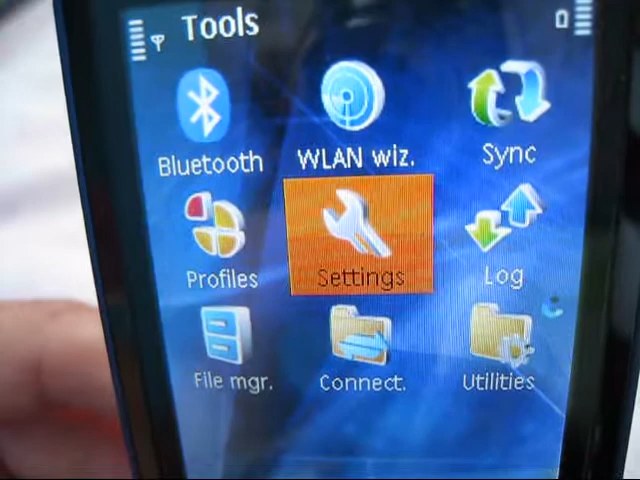 Tools
Bluetooth WLAN wiz. Sync
Profiles Settings Log
File mgr. Connect. Utilities